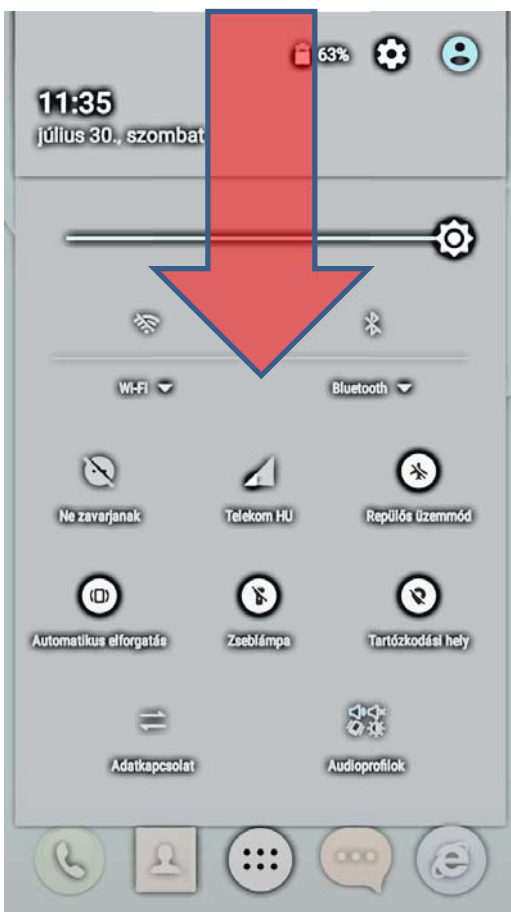 63%
11:35
július 30., szombat
Wi-Fi Bluetooth
Ne zavarjanak Telekom HU Repülős üzemmód
Automatikus elforgatás Zseblámpa Tartózkodási hely
Adatkapcsolat Audioprofilok